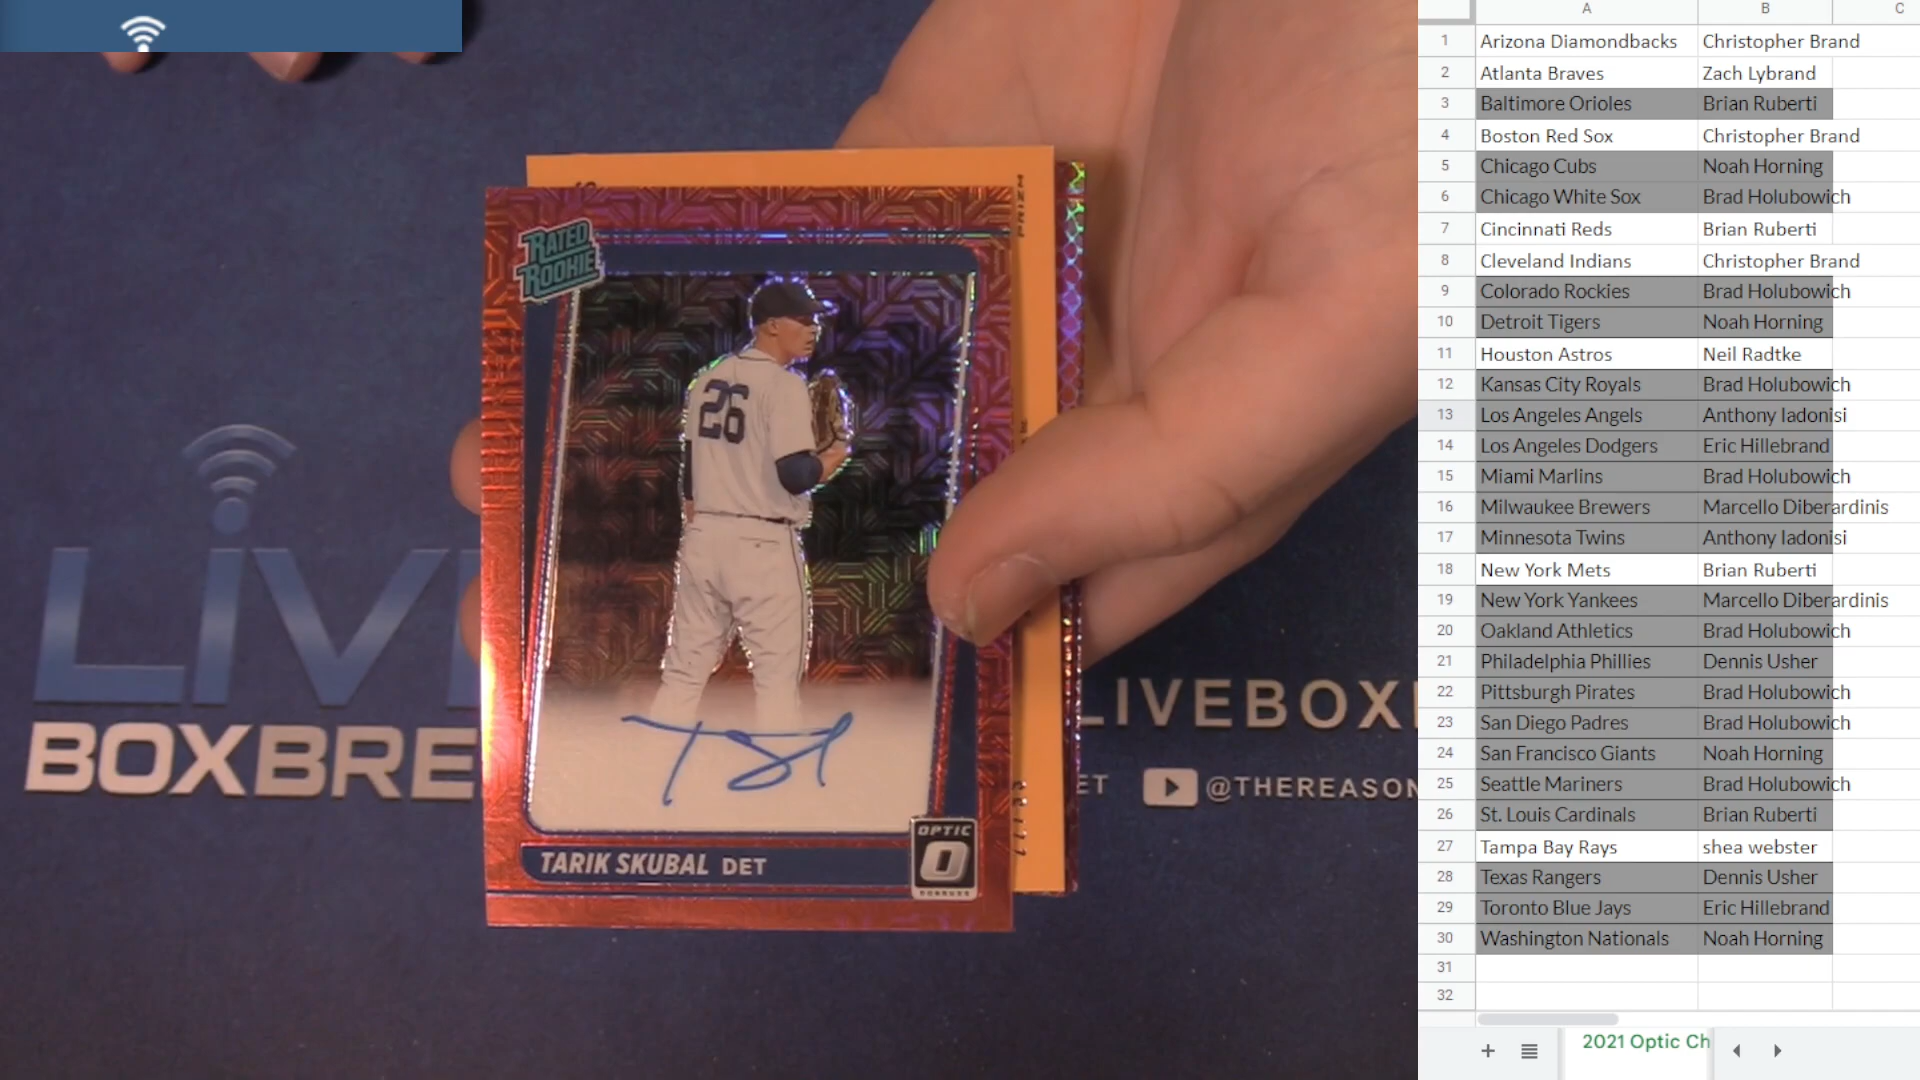 RATED
ROOKIE
26
TARIK SKUBAL DET
OPTIC
DONRUSS
PRIZM
BOXBRE
LIVEBOX
ET
@THEREASON
A B C
1 Arizona Diamondbacks Christopher Brand
2 Atlanta Braves Zach Lybrand
3 Baltimore Orioles Brian Ruberti
4 Boston Red Sox Christopher Brand
5 Chicago Cubs Noah Horning
6 Chicago White Sox Brad Holubowich
7 Cincinnati Reds Brian Ruberti
8 Cleveland Indians Christopher Brand
9 Colorado Rockies Brad Holubowich
10 Detroit Tigers Noah Horning
11 Houston Astros Neil Radtke
12 Kansas City Royals Brad Holubowich
13 Los Angeles Angels Anthony Iadonisi
14 Los Angeles Dodgers Eric Hillebrand
15 Miami Marlins Brad Holubowich
16 Milwaukee Brewers Marcello Diberardinis
17 Minnesota Twins Anthony Iadonisi
18 New York Mets Brian Ruberti
19 New York Yankees Marcello Diberardinis
20 Oakland Athletics Brad Holubowich
21 Philadelphia Phillies Dennis Usher
22 Pittsburgh Pirates Brad Holubowich
23 San Diego Padres Brad Holubowich
24 San Francisco Giants Noah Horning
25 Seattle Mariners Brad Holubowich
26 St. Louis Cardinals Brian Ruberti
27 Tampa Bay Rays shea webster
28 Texas Rangers Dennis Usher
29 Toronto Blue Jays Eric Hillebrand
30 Washington Nationals Noah Horning
31
32
2021 Optic Ch